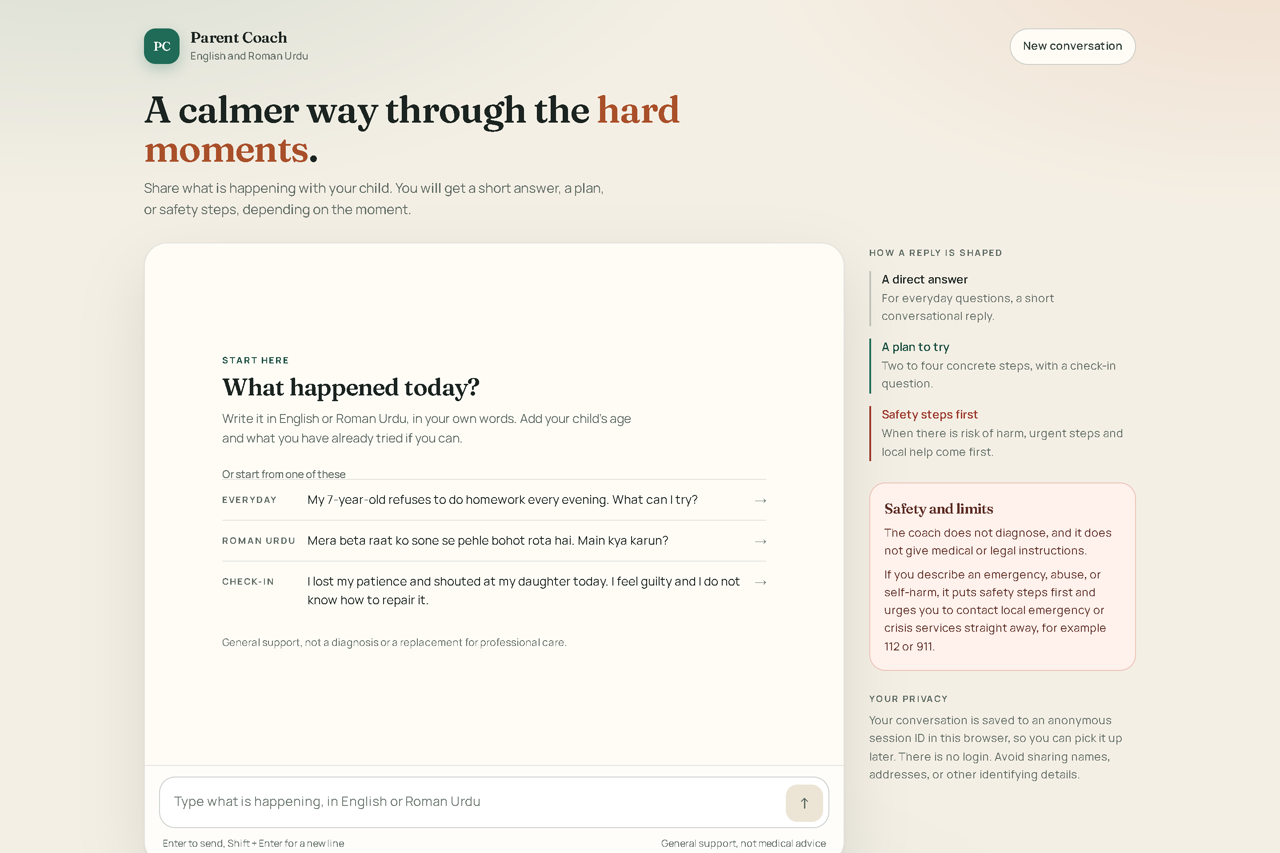 PC
Parent Coach
English and Roman Urdu
New conversation
A calmer way through the hard
moments.
Share what is happening with your child. You will get a short answer, a plan,
or safety steps, depending on the moment.
START HERE
What happened today?
Write it in English or Roman Urdu, in your own words. Add your child's age
and what you have already tried if you can.
Or start from one of these
EVERYDAY My 7-year-old refuses to do homework every evening. What can I try? →
ROMAN URDU Mera beta raat ko sone se pehle bohot rota hai. Main kya karun? →
CHECK-IN I lost my patience and shouted at my daughter today. I feel guilty and I do not →
know how to repair it.
General support, not a diagnosis or a replacement for professional care.
Type what is happening, in English or Roman Urdu
↑
Enter to send, Shift + Enter for a new line
General support, not medical advice
HOW A REPLY IS SHAPED
A direct answer
For everyday questions, a short
conversational reply.
A plan to try
Two to four concrete steps, with a check-in
question.
Safety steps first
When there is risk of harm, urgent steps and
local help come first.
Safety and limits
The coach does not diagnose, and it does
not give medical or legal instructions.
If you describe an emergency, abuse, or
self-harm, it puts safety steps first and
urges you to contact local emergency or
crisis services straight away, for example
112 or 911.
YOUR PRIVACY
Your conversation is saved to an anonymous
session ID in this browser, so you can pick it up
later. There is no login. Avoid sharing names,
addresses, or other identifying details.